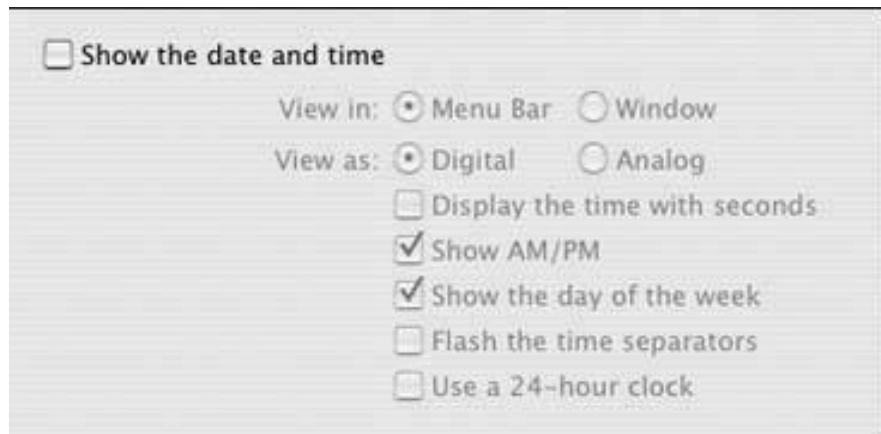 Show the date and time
View in: Menu Bar Window
View as: Digital Analog
Display the time with seconds
Show AM/PM
Show the day of the week
Flash the time separators
Use a 24-hour clock